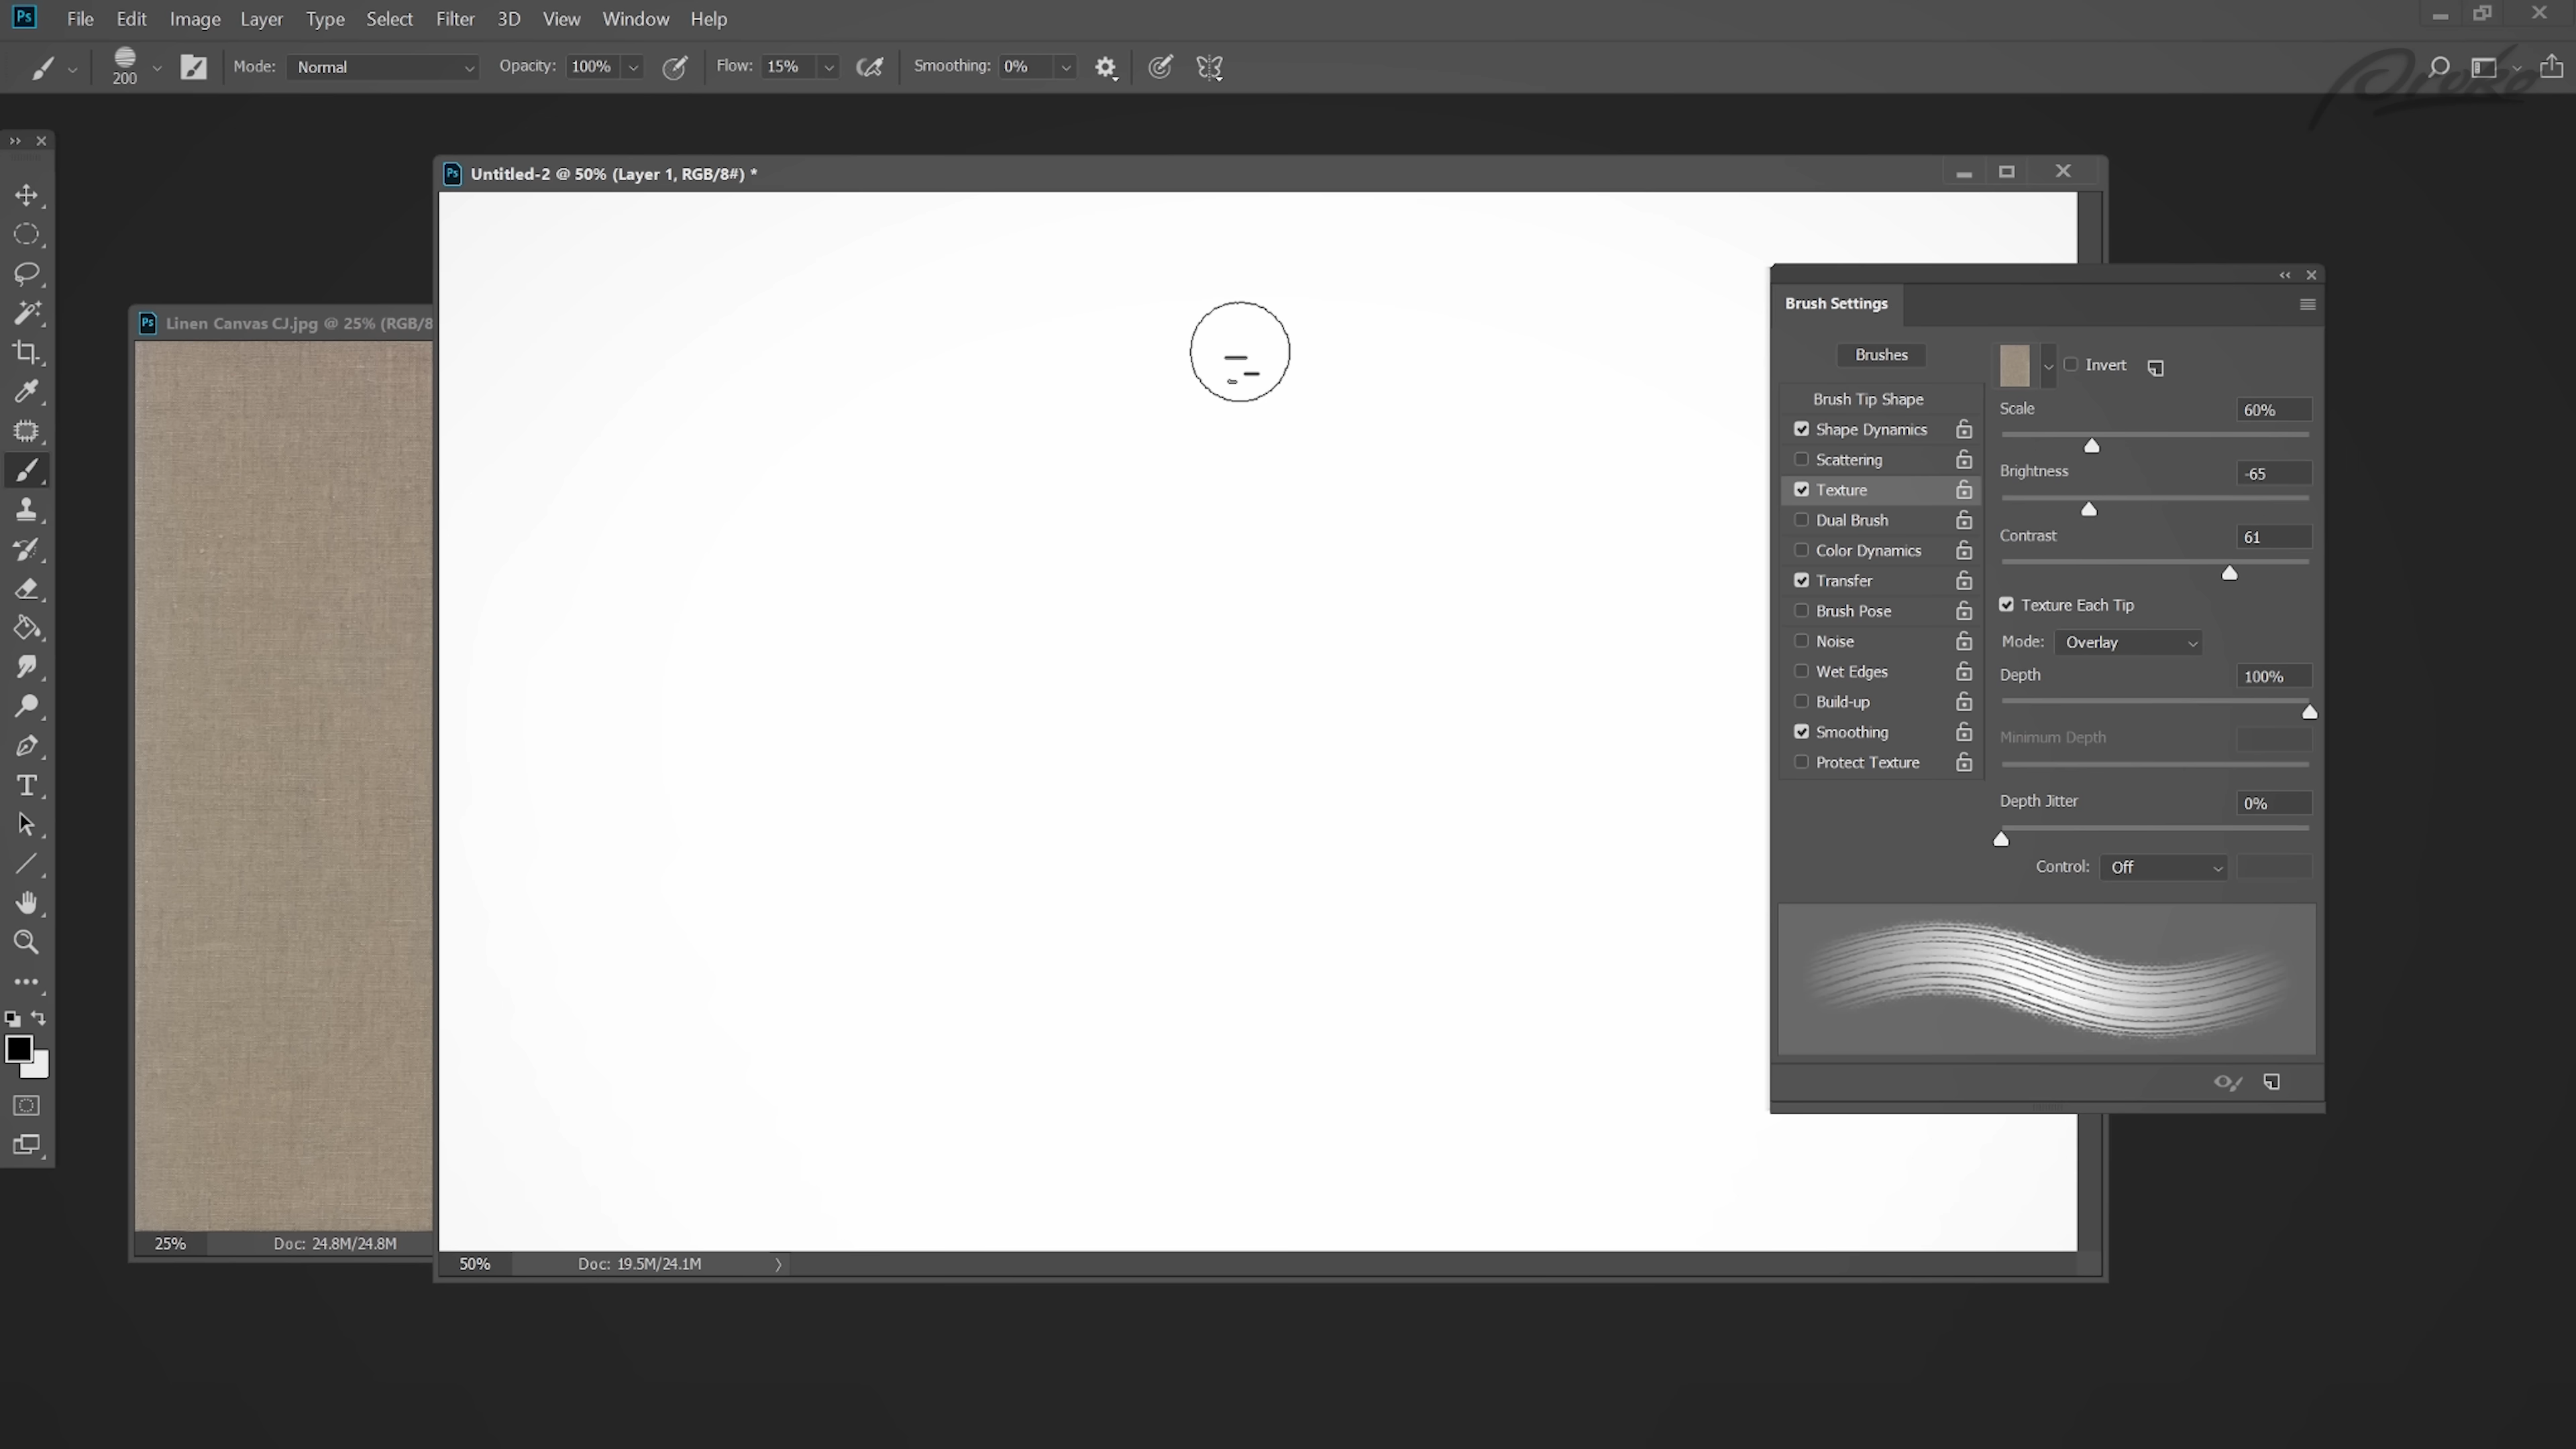 Ps File Edit Image Layer Type Select Filter 3D View Window Help
200 Mode: Normal Opacity: 100% Flow: 15% Smoothing: 0%
Proko
Ps Untitled-2 @ 50% (Layer 1, RGB/8#) *
Ps Linen Canvas CJ.jpg @ 25% (RGB/8
Brush Settings
Brushes
Invert
Brush Tip Shape
Shape Dynamics
Scattering
Texture
Dual Brush
Color Dynamics
Transfer
Brush Pose
Noise
Wet Edges
Build-up
Smoothing
Protect Texture
Scale 60%
Brightness -65
Contrast 61
Texture Each Tip
Mode: Overlay
Depth 100%
Minimum Depth
Depth Jitter 0%
Control: Off
T
25% Doc: 24.8M/24.8M
50% Doc: 19.5M/24.1M